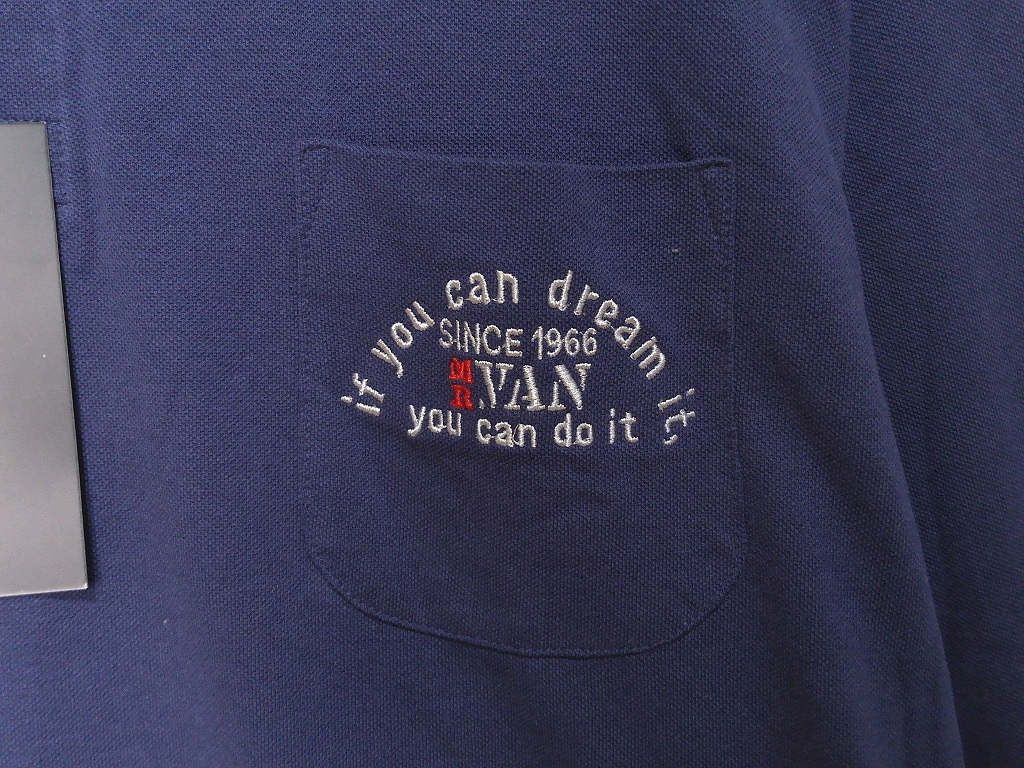 if you can dream it,
SINCE 1966
MR VAN
you can do it